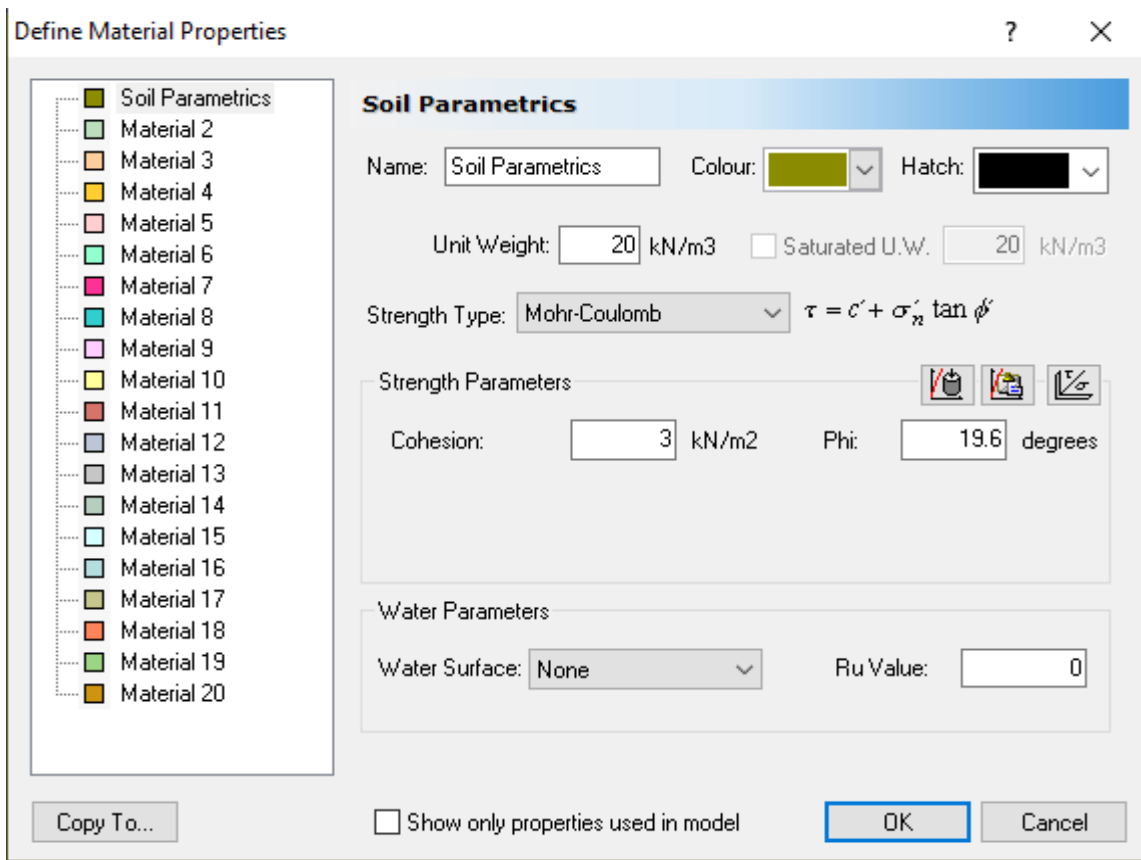 Define Material Properties ? ×
Soil Parametrics
Material 2
Material 3
Material 4
Material 5
Material 6
Material 7
Material 8
Material 9
Material 10
Material 11
Material 12
Material 13
Material 14
Material 15
Material 16
Material 17
Material 18
Material 19
Material 20
Soil Parametrics
Name: Soil Parametrics Colour: Hatch:
Unit Weight: 20 kN/m3 Saturated U.W. 20 kN/m3
Strength Type: Mohr-Coulomb τ = c′ + σ′n tan ϕ′
Strength Parameters
τ/σ
Cohesion: 3 kN/m2 Phi: 19.6 degrees
Water Parameters
Water Surface: None Ru Value: 0
Copy To... Show only properties used in model OK Cancel